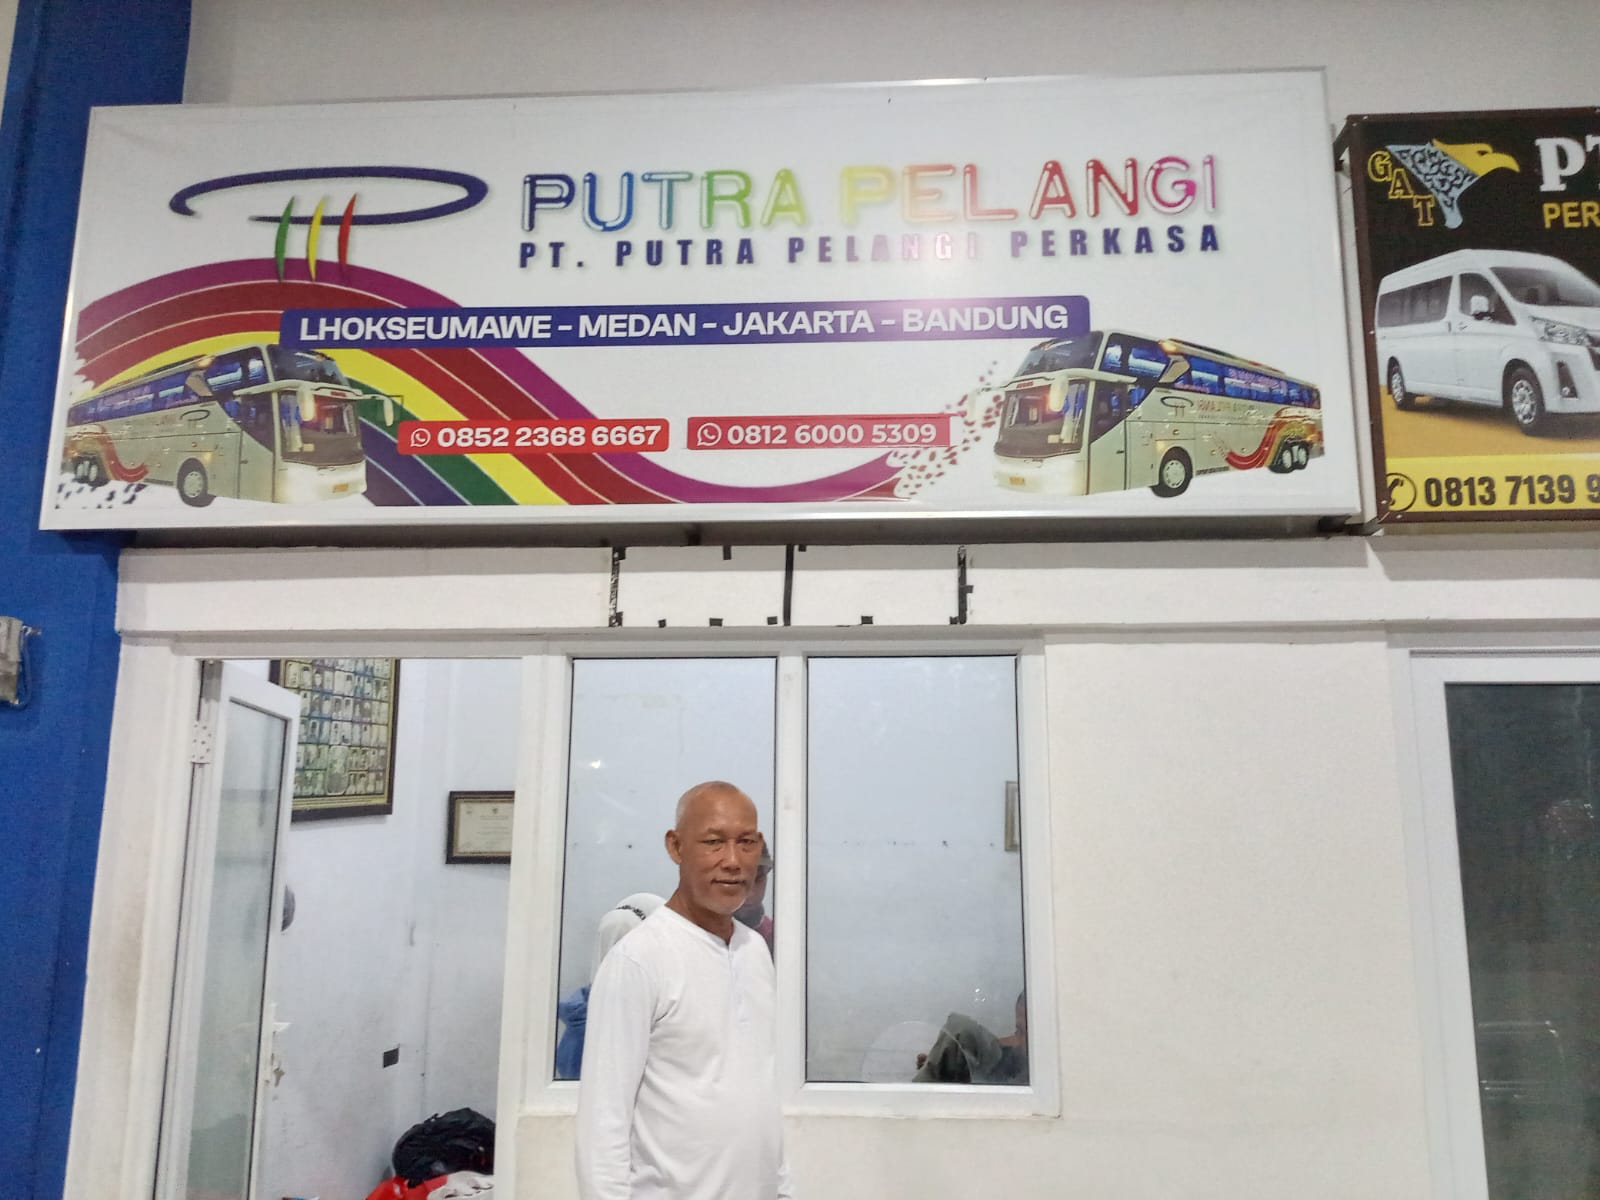 PUTRA PELANGI
PT. PUTRA PELANGI PERKASA
LHOKSEUMAWE - MEDAN - JAKARTA - BANDUNG
0852 2368 6667
0812 6000 5309
GAT
PT
PER
0813 7139 9